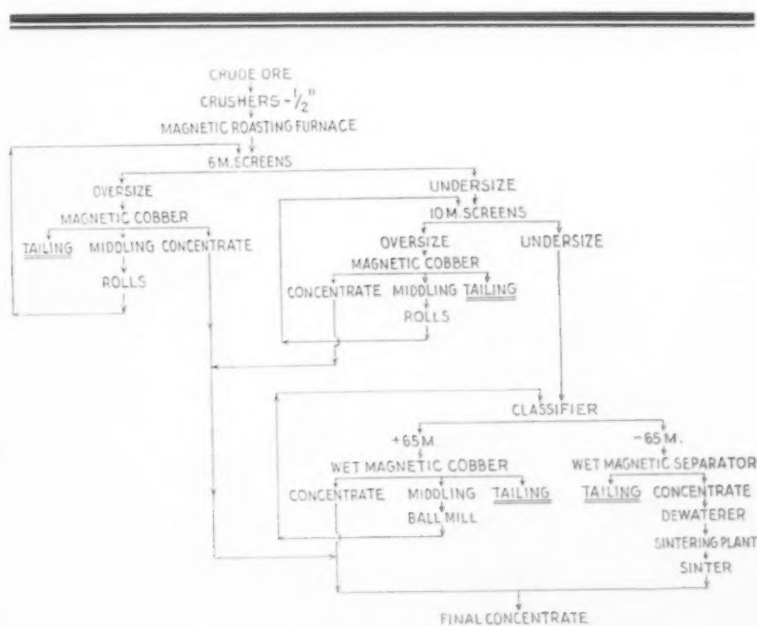 CRUDE ORE
CRUSHERS - 1/2"
MAGNETIC ROASTING FURNACE
6 M. SCREENS
OVERSIZE
UNDERSIZE
MAGNETIC COBBER
10 M. SCREENS
TAILING MIDDLING CONCENTRATE
OVERSIZE UNDERSIZE
ROLLS
MAGNETIC COBBER
CONCENTRATE MIDDLING TAILING
ROLLS
CLASSIFIER
+65 M. -65 M.
WET MAGNETIC COBBER WET MAGNETIC SEPARATOR
CONCENTRATE MIDDLING TAILING TAILING CONCENTRATE
BALL MILL DEWATERER
SINTERING PLANT
SINTER
FINAL CONCENTRATE